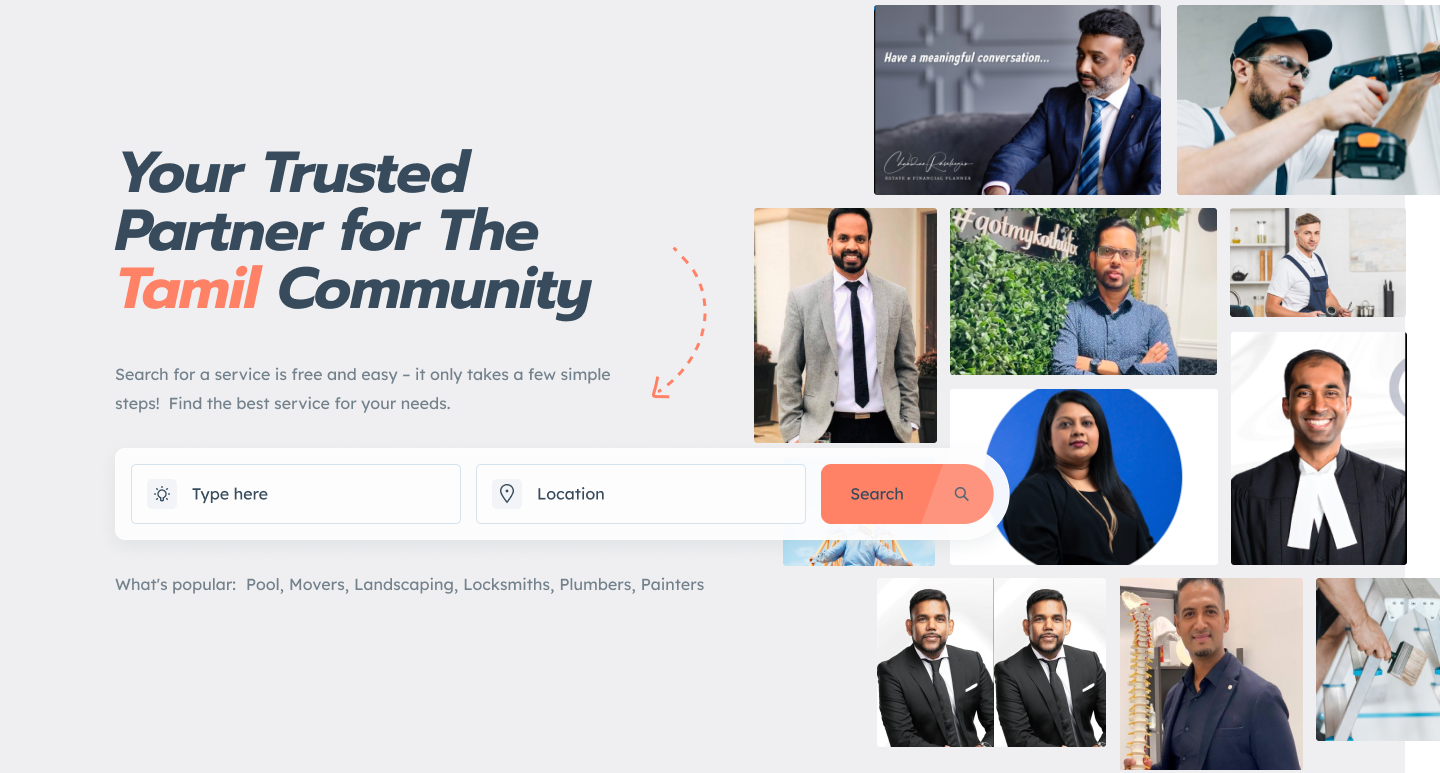 Your Trusted
Partner for The
Tamil Community
Search for a service is free and easy – it only takes a few simple
steps!  Find the best service for your needs.
Type here
Location
Search
What's popular:  Pool, Movers, Landscaping, Locksmiths, Plumbers, Painters
Have a meaningful conversation...
ESTATE & FINANCIAL PLANNER